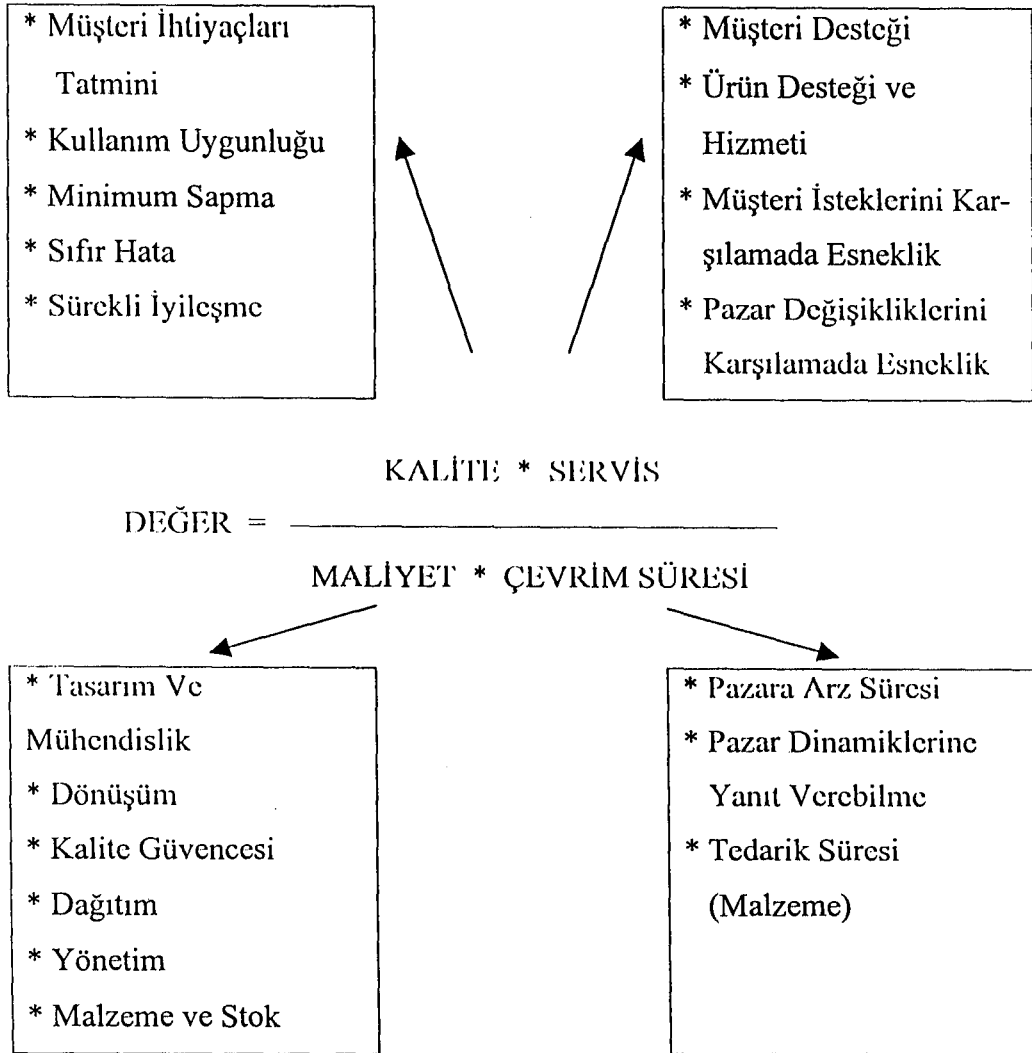 * Müşteri İhtiyaçları
Tatmini
* Kullanım Uygunluğu
* Minimum Sapma
* Sıfır Hata
* Sürekli İyileşme
* Müşteri Desteği
* Ürün Desteği ve
Hizmeti
* Müşteri İsteklerini Kar-
şılamada Esneklik
* Pazar Değişikliklerini
Karşılamada Esneklik
KALİTE * SERVİS
DEĞER =
MALİYET * ÇEVRİM SÜRESİ
* Tasarım Ve
Mühendislik
* Dönüşüm
* Kalite Güvencesi
* Dağıtım
* Yönetim
* Malzeme ve Stok
* Pazara Arz Süresi
* Pazar Dinamiklerine
Yanıt Verebilme
* Tedarik Süresi
(Malzeme)